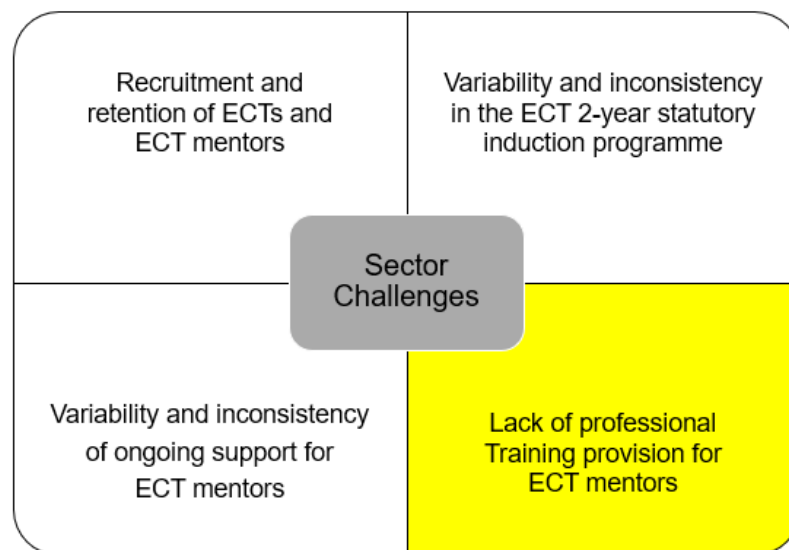 Recruitment and
retention of ECTs and
ECT mentors
Variability and inconsistency
in the ECT 2-year statutory
induction programme
Sector
Challenges
Variability and inconsistency
of ongoing support for
ECT mentors
Lack of professional
Training provision for
ECT mentors